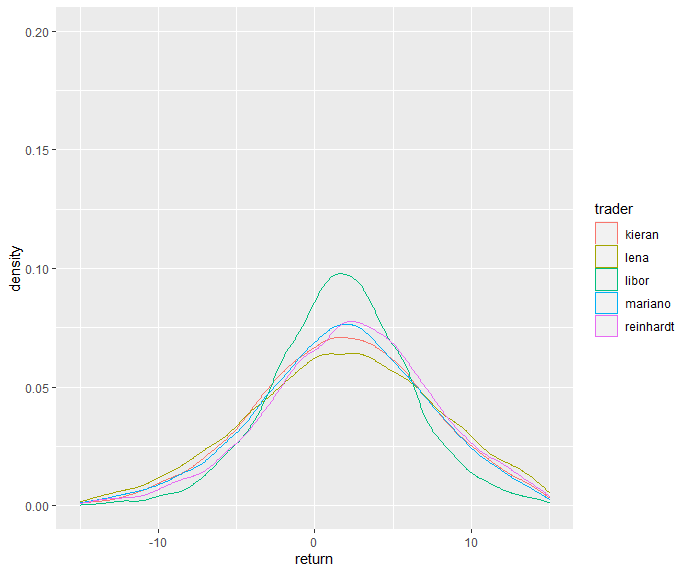 0.20
0.15
0.10
0.05
0.00
density
-10
0
10
return
trader
kieran
lena
libor
mariano
reinhardt